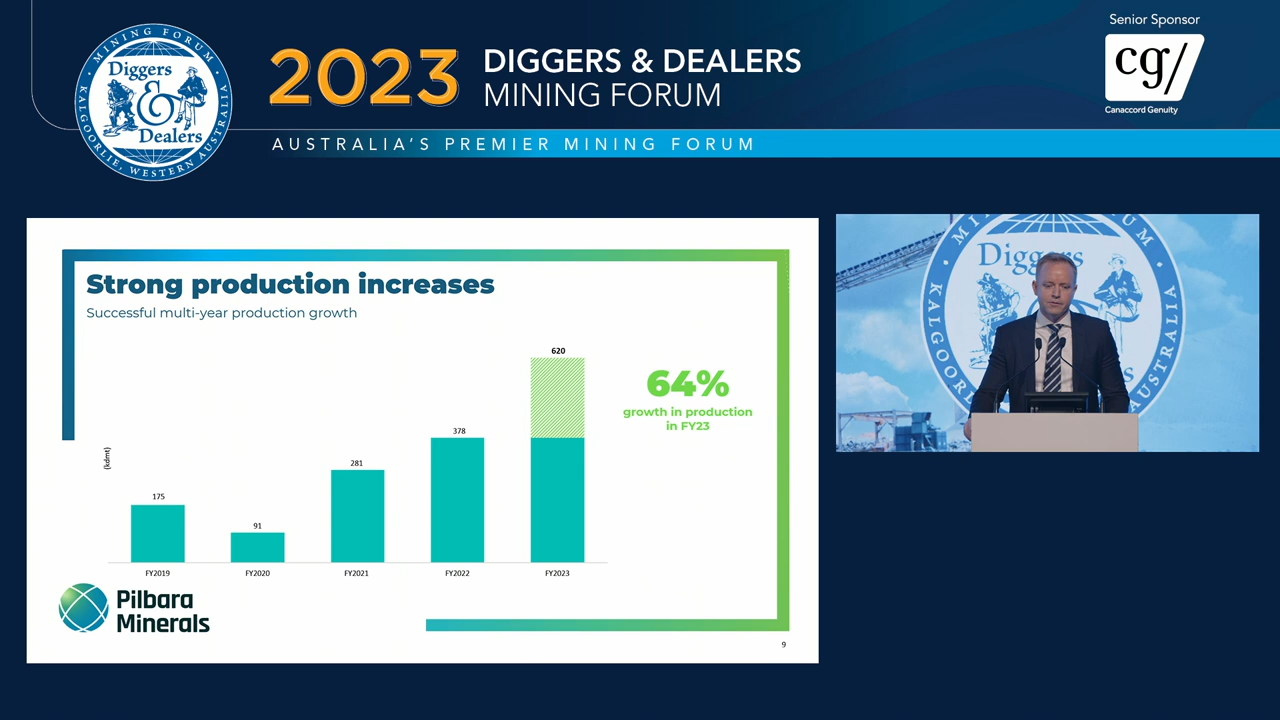 MINING FORUM
Diggers
&
Dealers
KALGOORLIE, WESTERN AUSTRALIA
2023
DIGGERS & DEALERS
MINING FORUM
AUSTRALIA'S PREMIER MINING FORUM
Senior Sponsor
cg/
Canaccord Genuity
Strong production increases
Successful multi-year production growth
(kdmt)
175
91
281
378
620
FY2019
FY2020
FY2021
FY2022
FY2023
64%
growth in production
in FY23
Pilbara
Minerals
9
Diggers